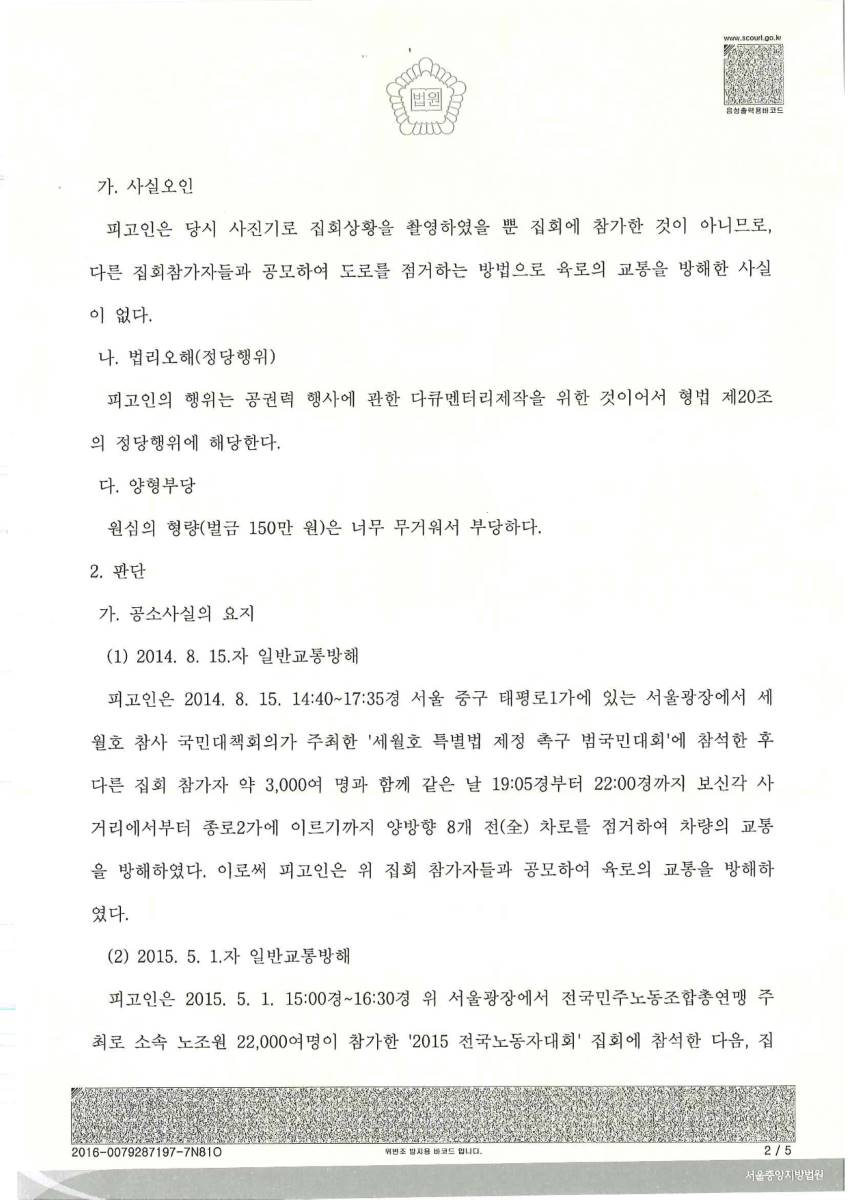 www.scourt.go.kr
법원
음성출력용바코드
가. 사실오인
피고인은 당시 사진기로 집회상황을 촬영하였을 뿐 집회에 참가한 것이 아니므로,
다른 집회참가자들과 공모하여 도로를 점거하는 방법으로 육로의 교통을 방해한 사실
이 없다.
나. 법리오해(정당행위)
피고인의 행위는 공권력 행사에 관한 다큐멘터리제작을 위한 것이어서 형법 제20조
의 정당행위에 해당한다.
다. 양형부당
원심의 형량(벌금 150만 원)은 너무 무거워서 부당하다.
2. 판단
가. 공소사실의 요지
(1) 2014. 8. 15.자 일반교통방해
피고인은 2014. 8. 15. 14:40~17:35경 서울 중구 태평로1가에 있는 서울광장에서 세
월호 참사 국민대책회의가 주최한 '세월호 특별법 제정 촉구 범국민대회'에 참석한 후
다른 집회 참가자 약 3,000여 명과 함께 같은 날 19:05경부터 22:00경까지 보신각 사
거리에서부터 종로2가에 이르기까지 양방향 8개 전(全) 차로를 점거하여 차량의 교통
을 방해하였다. 이로써 피고인은 위 집회 참가자들과 공모하여 육로의 교통을 방해하
였다.
(2) 2015. 5. 1.자 일반교통방해
피고인은 2015. 5. 1. 15:00경~16:30경 위 서울광장에서 전국민주노동조합총연맹 주
최로 소속 노조원 22,000여명이 참가한 '2015 전국노동자대회' 집회에 참석한 다음, 집
2016-0079287197-7N81O
위변조 방지용 바코드 입니다.
2 / 5
서울중앙지방법원